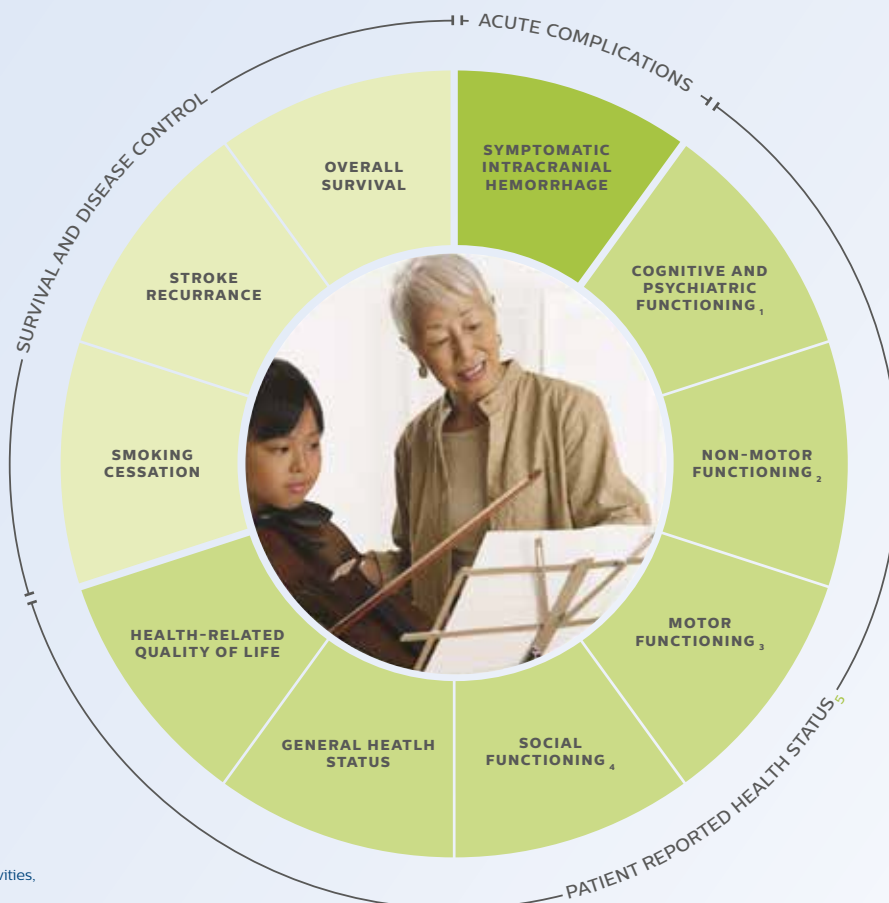 ACUTE COMPLICATIONS
SURVIVAL AND DISEASE CONTROL
OVERALL
SURVIVAL
SYMPTOMATIC
INTRACRANIAL
HEMORRHAGE
STROKE
RECURRANCE
COGNITIVE AND
PSYCHIATRIC
FUNCTIONING 1
SMOKING
CESSATION
NON-MOTOR
FUNCTIONING 2
HEALTH-RELATED
QUALITY OF LIFE
MOTOR
FUNCTIONING 3
GENERAL HEATLH
STATUS
SOCIAL
FUNCTIONING 4
PATIENT REPORTED HEALTH STATUS 5